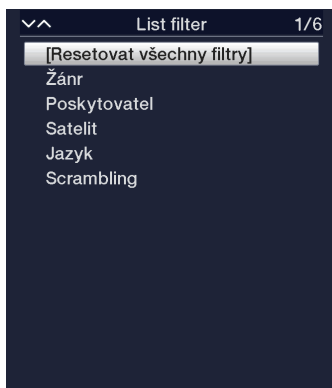 List filter 1/6
[Resetovat všechny filtry]
Žánr
Poskytovatel
Satelit
Jazyk
Scrambling